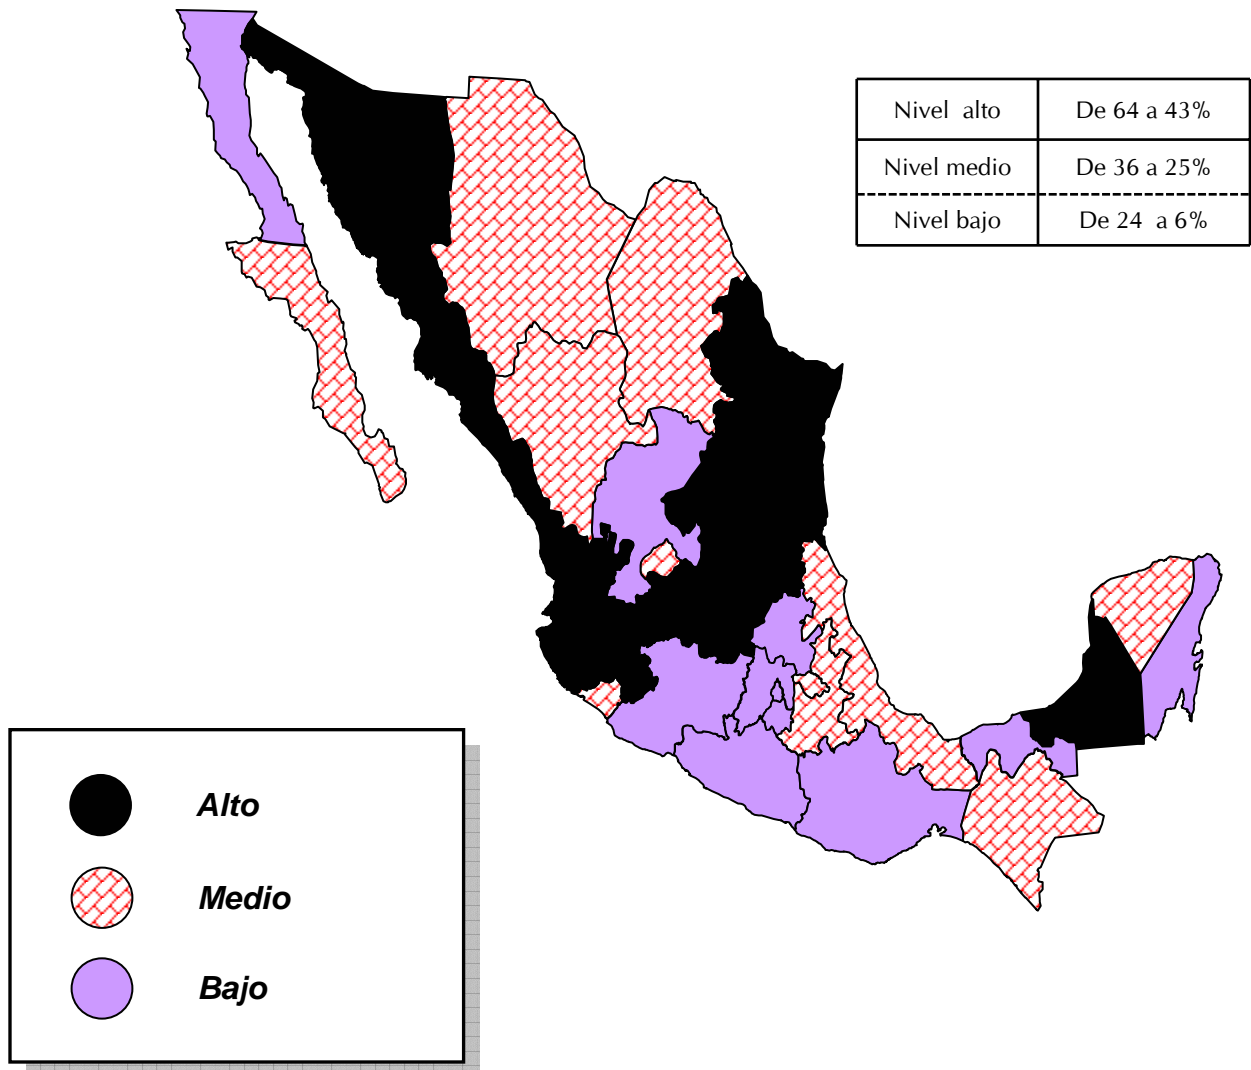 Nivel alto De 64 a 43%
Nivel medio De 36 a 25%
Nivel bajo De 24 a 6%
Alto
Medio
Bajo